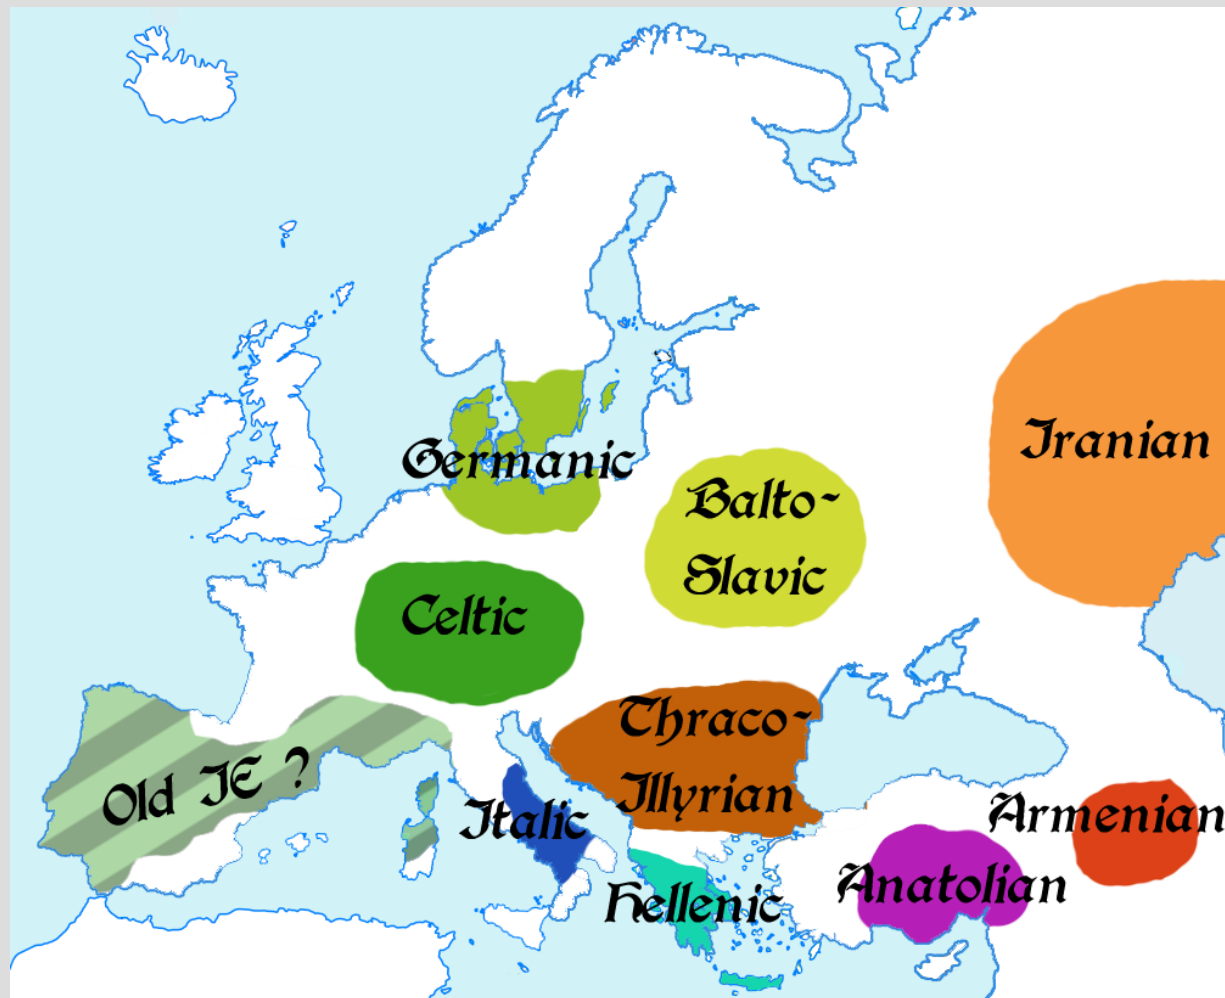 Iranian
Germanic
Balto-
Slavic
Celtic
Thraco-
Illyrian
Old IE ?
Italic
Armenian
Anatolian
Hellenic